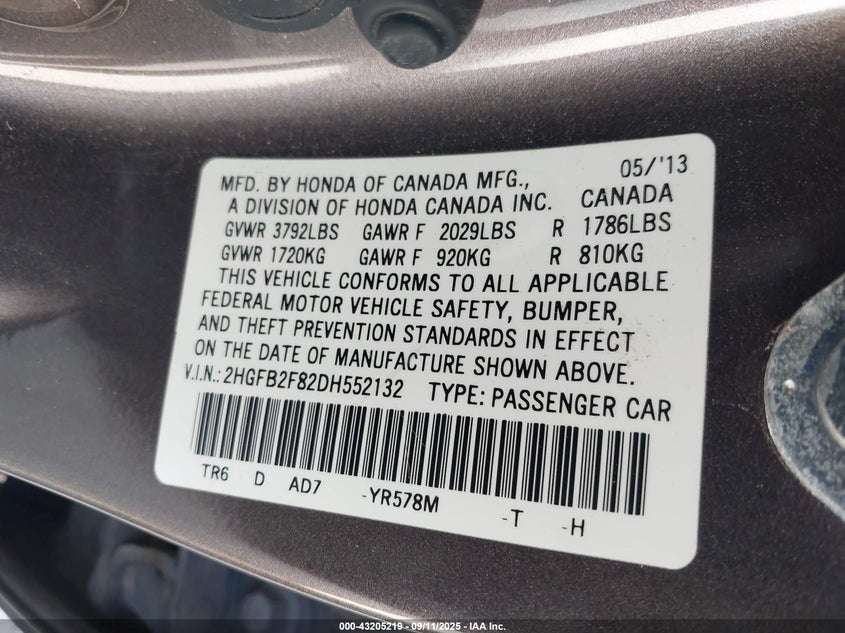 MFD. BY HONDA OF CANADA MFG., 05/'13
A DIVISION OF HONDA CANADA INC. CANADA
GVWR 3792LBS GAWR F 2029LBS R 1786LBS
GVWR 1720KG GAWR F 920KG R 810KG
THIS VEHICLE CONFORMS TO ALL APPLICABLE
FEDERAL MOTOR VEHICLE SAFETY, BUMPER,
AND THEFT PREVENTION STANDARDS IN EFFECT
ON THE DATE OF MANUFACTURE SHOWN ABOVE.
V.I.N.: 2HGFB2F82DH552132 TYPE: PASSENGER CAR
TR6 D AD7 -YR578M -T -H
000-43205219 - 09/11/2025 - IAA Inc.